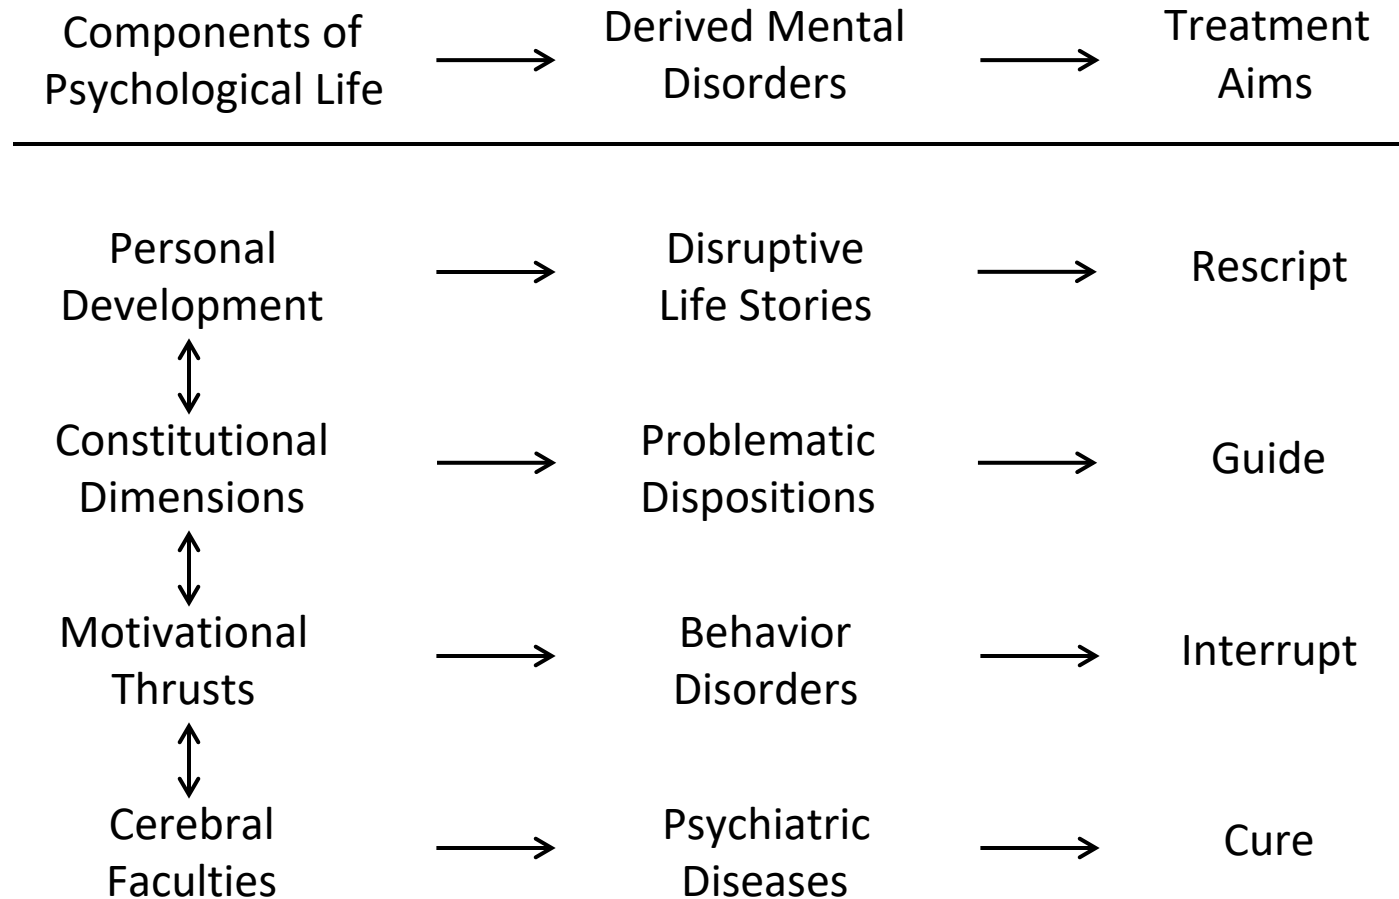 Components of
Psychological Life
Derived Mental
Disorders
Treatment
Aims
Personal
Development
Disruptive
Life Stories
Rescript
Constitutional
Dimensions
Problematic
Dispositions
Guide
Motivational
Thrusts
Behavior
Disorders
Interrupt
Cerebral
Faculties
Psychiatric
Diseases
Cure